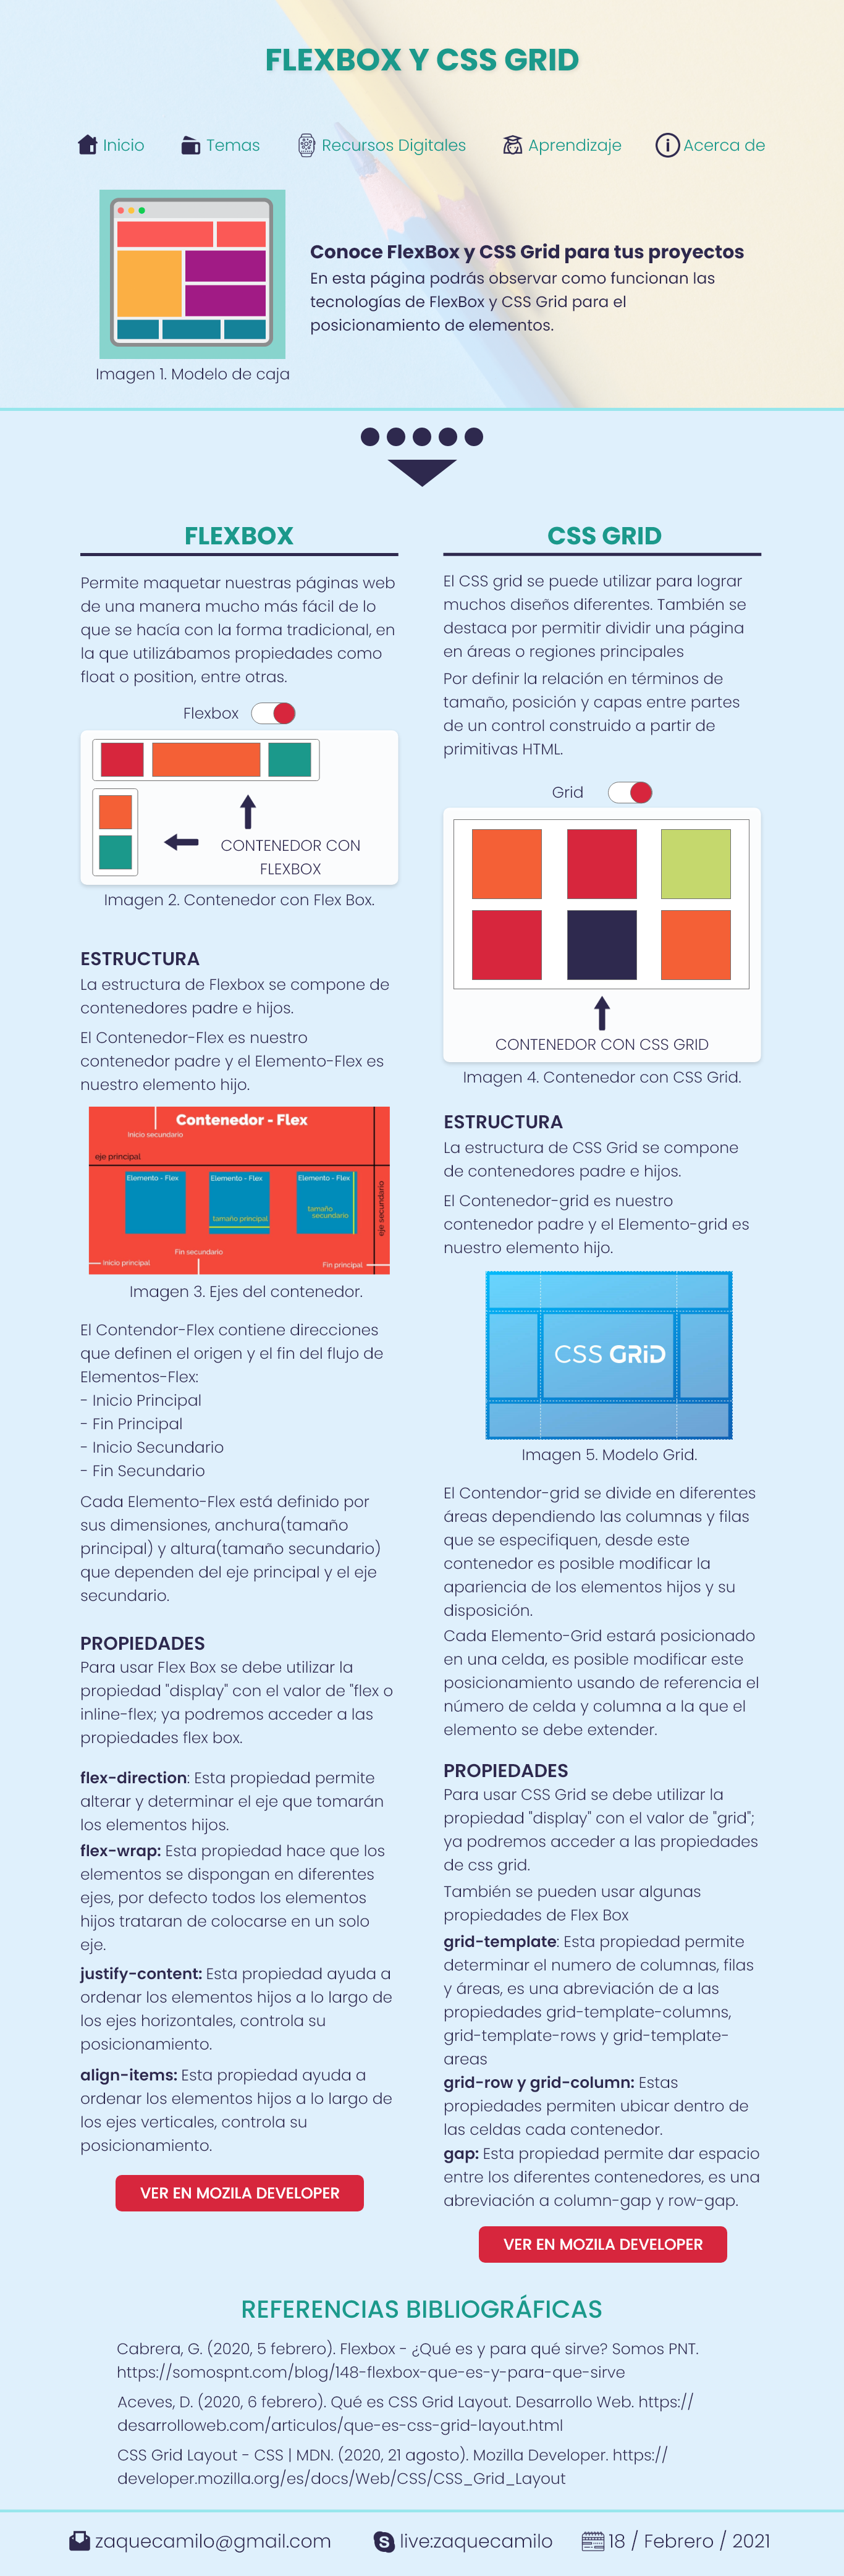 FLEXBOX Y CSS GRID
Inicio
Temas
Recursos Digitales
Aprendizaje
Acerca de
Conoce FlexBox y CSS Grid para tus proyectos
En esta página podrás observar como funcionan las
tecnologías de FlexBox y CSS Grid para el
posicionamiento de elementos.
Imagen 1. Modelo de caja
FLEXBOX
Permite maquetar nuestras páginas web
de una manera mucho más fácil de lo
que se hacía con la forma tradicional, en
la que utilizábamos propiedades como
float o position, entre otras.
Flexbox
CONTENEDOR CON
FLEXBOX
Imagen 2. Contenedor con Flex Box.
ESTRUCTURA
La estructura de Flexbox se compone de
contenedores padre e hijos.
El Contenedor-Flex es nuestro
contenedor padre y el Elemento-Flex es
nuestro elemento hijo.
Contenedor - Flex
Inicio secundario
eje principal
Elemento - Flex
Elemento - Flex
Elemento - Flex
tamaño principal
tamaño
secundario
eje secundario
Fin secundario
Inicio principal
Fin principal
Imagen 3. Ejes del contenedor.
El Contendor-Flex contiene direcciones
que definen el origen y el fin del flujo de
Elementos-Flex:
- Inicio Principal
- Fin Principal
- Inicio Secundario
- Fin Secundario
Cada Elemento-Flex está definido por
sus dimensiones, anchura(tamaño
principal) y altura(tamaño secundario)
que dependen del eje principal y el eje
secundario.
PROPIEDADES
Para usar Flex Box se debe utilizar la
propiedad "display" con el valor de "flex o
inline-flex; ya podremos acceder a las
propiedades flex box.
flex-direction: Esta propiedad permite
alterar y determinar el eje que tomarán
los elementos hijos.
flex-wrap: Esta propiedad hace que los
elementos se dispongan en diferentes
ejes, por defecto todos los elementos
hijos trataran de colocarse en un solo
eje.
justify-content: Esta propiedad ayuda a
ordenar los elementos hijos a lo largo de
los ejes horizontales, controla su
posicionamiento.
align-items: Esta propiedad ayuda a
ordenar los elementos hijos a lo largo de
los ejes verticales, controla su
posicionamiento.
VER EN MOZILA DEVELOPER
CSS GRID
El CSS grid se puede utilizar para lograr
muchos diseños diferentes. También se
destaca por permitir dividir una página
en áreas o regiones principales
Por definir la relación en términos de
tamaño, posición y capas entre partes
de un control construido a partir de
primitivas HTML.
Grid
CONTENEDOR CON CSS GRID
Imagen 4. Contenedor con CSS Grid.
ESTRUCTURA
La estructura de CSS Grid se compone
de contenedores padre e hijos.
El Contenedor-grid es nuestro
contenedor padre y el Elemento-grid es
nuestro elemento hijo.
CSS GRiD
Imagen 5. Modelo Grid.
El Contendor-grid se divide en diferentes
áreas dependiendo las columnas y filas
que se especifiquen, desde este
contenedor es posible modificar la
apariencia de los elementos hijos y su
disposición.
Cada Elemento-Grid estará posicionado
en una celda, es posible modificar este
posicionamiento usando de referencia el
número de celda y columna a la que el
elemento se debe extender.
PROPIEDADES
Para usar CSS Grid se debe utilizar la
propiedad "display" con el valor de "grid";
ya podremos acceder a las propiedades
de css grid.
También se pueden usar algunas
propiedades de Flex Box
grid-template: Esta propiedad permite
determinar el numero de columnas, filas
y áreas, es una abreviación de a las
propiedades grid-template-columns,
grid-template-rows y grid-template-
areas
grid-row y grid-column: Estas
propiedades permiten ubicar dentro de
las celdas cada contenedor.
gap: Esta propiedad permite dar espacio
entre los diferentes contenedores, es una
abreviación a column-gap y row-gap.
VER EN MOZILA DEVELOPER
REFERENCIAS BIBLIOGRÁFICAS
Cabrera, G. (2020, 5 febrero). Flexbox - ¿Qué es y para qué sirve? Somos PNT.
https://somospnt.com/blog/148-flexbox-que-es-y-para-que-sirve
Aceves, D. (2020, 6 febrero). Qué es CSS Grid Layout. Desarrollo Web. https://
desarrolloweb.com/articulos/que-es-css-grid-layout.html
CSS Grid Layout - CSS | MDN. (2020, 21 agosto). Mozilla Developer. https://
developer.mozilla.org/es/docs/Web/CSS/CSS_Grid_Layout
zaquecamilo@gmail.com
live:zaquecamilo
18 / Febrero / 2021